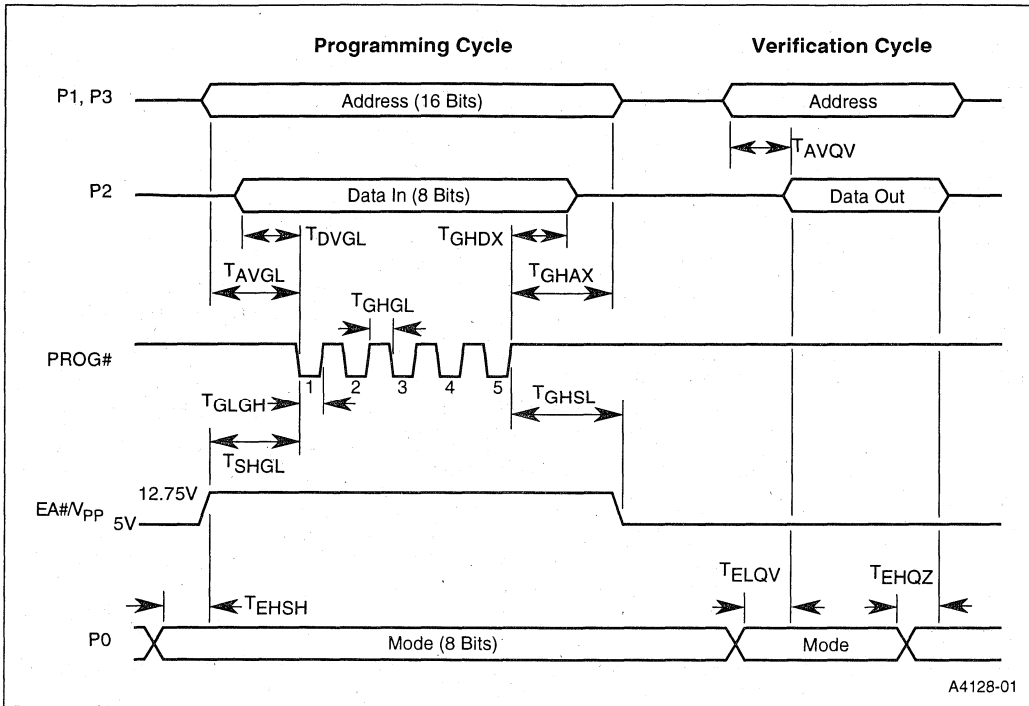 Programming Cycle Verification Cycle
P1, P3 Address (16 Bits) Address
TAVQV
P2 Data In (8 Bits) Data Out
TDVGL TGHDX
TAVGL TGHAX
TGHGL
PROG#
1 2 3 4 5
TGLGH TGHSL
TSHGL
12.75V
EA#/VPP 5V
TELQV TEHQZ
TEHSH
P0 Mode (8 Bits) Mode
A4128-01